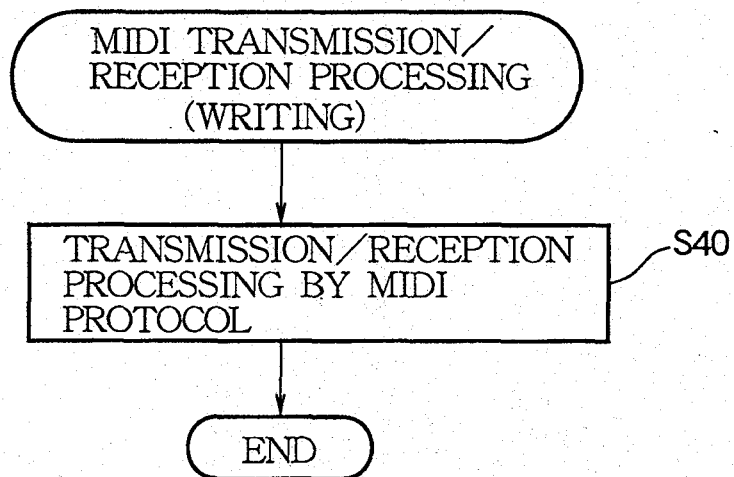 MIDI TRANSMISSION/
RECEPTION PROCESSING
(WRITING)
TRANSMISSION/RECEPTION
PROCESSING BY MIDI
PROTOCOL
S40
END